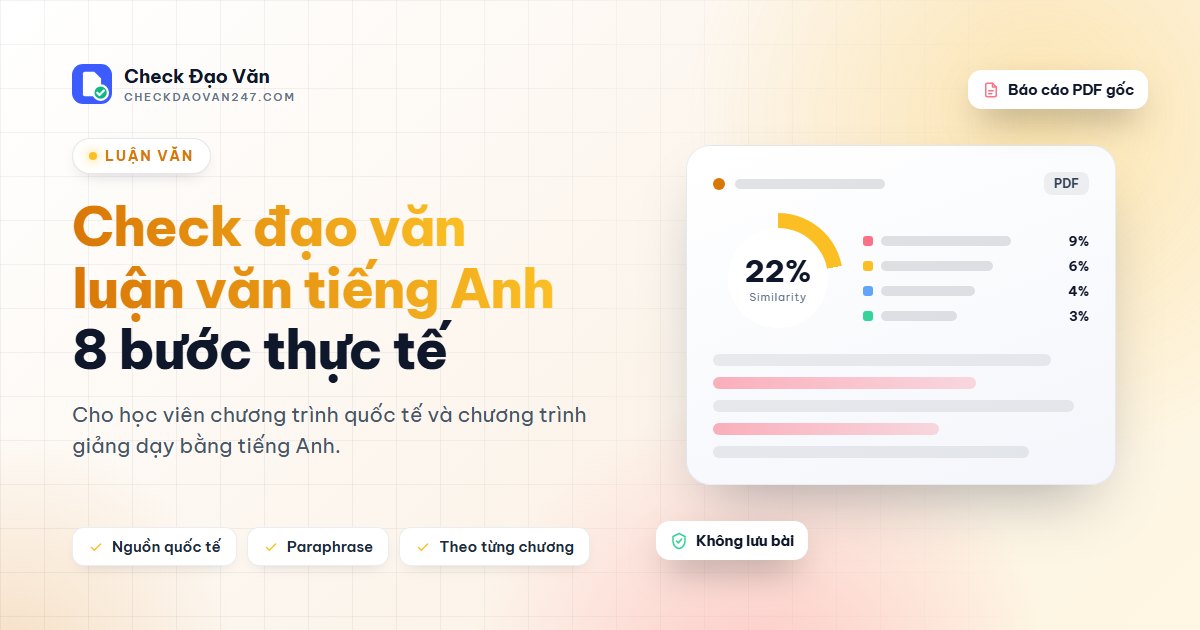 Check Đạo Văn
CHECKDAOVAN247.COM
Báo cáo PDF gốc
LUẬN VĂN
Check đạo văn
luận văn tiếng Anh
8 bước thực tế
Cho học viên chương trình quốc tế và chương trình
giảng dạy bằng tiếng Anh.
PDF
22%
Similarity
9%
6%
4%
3%
Nguồn quốc tế
Paraphrase
Theo từng chương
Không lưu bài